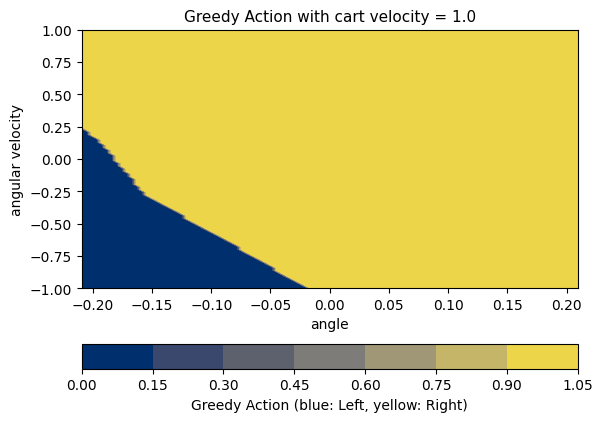 Greedy Action with cart velocity = 1.0
1.00
0.75
0.50
0.25
0.00
−0.25
−0.50
−0.75
−1.00
angular velocity
−0.20 −0.15 −0.10 −0.05 0.00 0.05 0.10 0.15 0.20
angle
0.00 0.15 0.30 0.45 0.60 0.75 0.90 1.05
Greedy Action (blue: Left, yellow: Right)